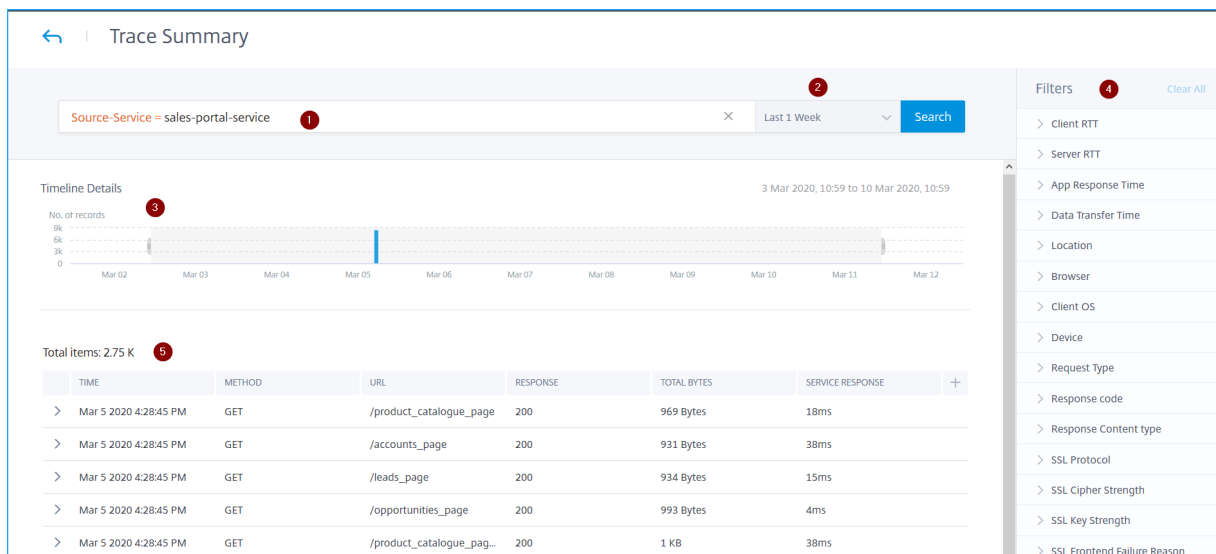 Trace Summary
Source-Service = sales-portal-service
1
2
Last 1 Week
Search
Timeline Details
3 Mar 2020, 10:59 to 10 Mar 2020, 10:59
3
No. of records
9k
6k
3k
0
Mar 02 Mar 03 Mar 04 Mar 05 Mar 06 Mar 07 Mar 08 Mar 09 Mar 10 Mar 11 Mar 12
Total items: 2.75 K
5
TIME METHOD URL RESPONSE TOTAL BYTES SERVICE RESPONSE
Mar 5 2020 4:28:45 PM GET /product_catalogue_page 200 969 Bytes 18ms
Mar 5 2020 4:28:45 PM GET /accounts_page 200 931 Bytes 38ms
Mar 5 2020 4:28:45 PM GET /leads_page 200 934 Bytes 15ms
Mar 5 2020 4:28:45 PM GET /opportunities_page 200 993 Bytes 4ms
Mar 5 2020 4:28:45 PM GET /product_catalogue_pag... 200 1 KB 38ms
Filters
4
Clear All
Client RTT
Server RTT
App Response Time
Data Transfer Time
Location
Browser
Client OS
Device
Request Type
Response code
Response Content type
SSL Protocol
SSL Cipher Strength
SSL Key Strength
SSL Frontend Failure Reason